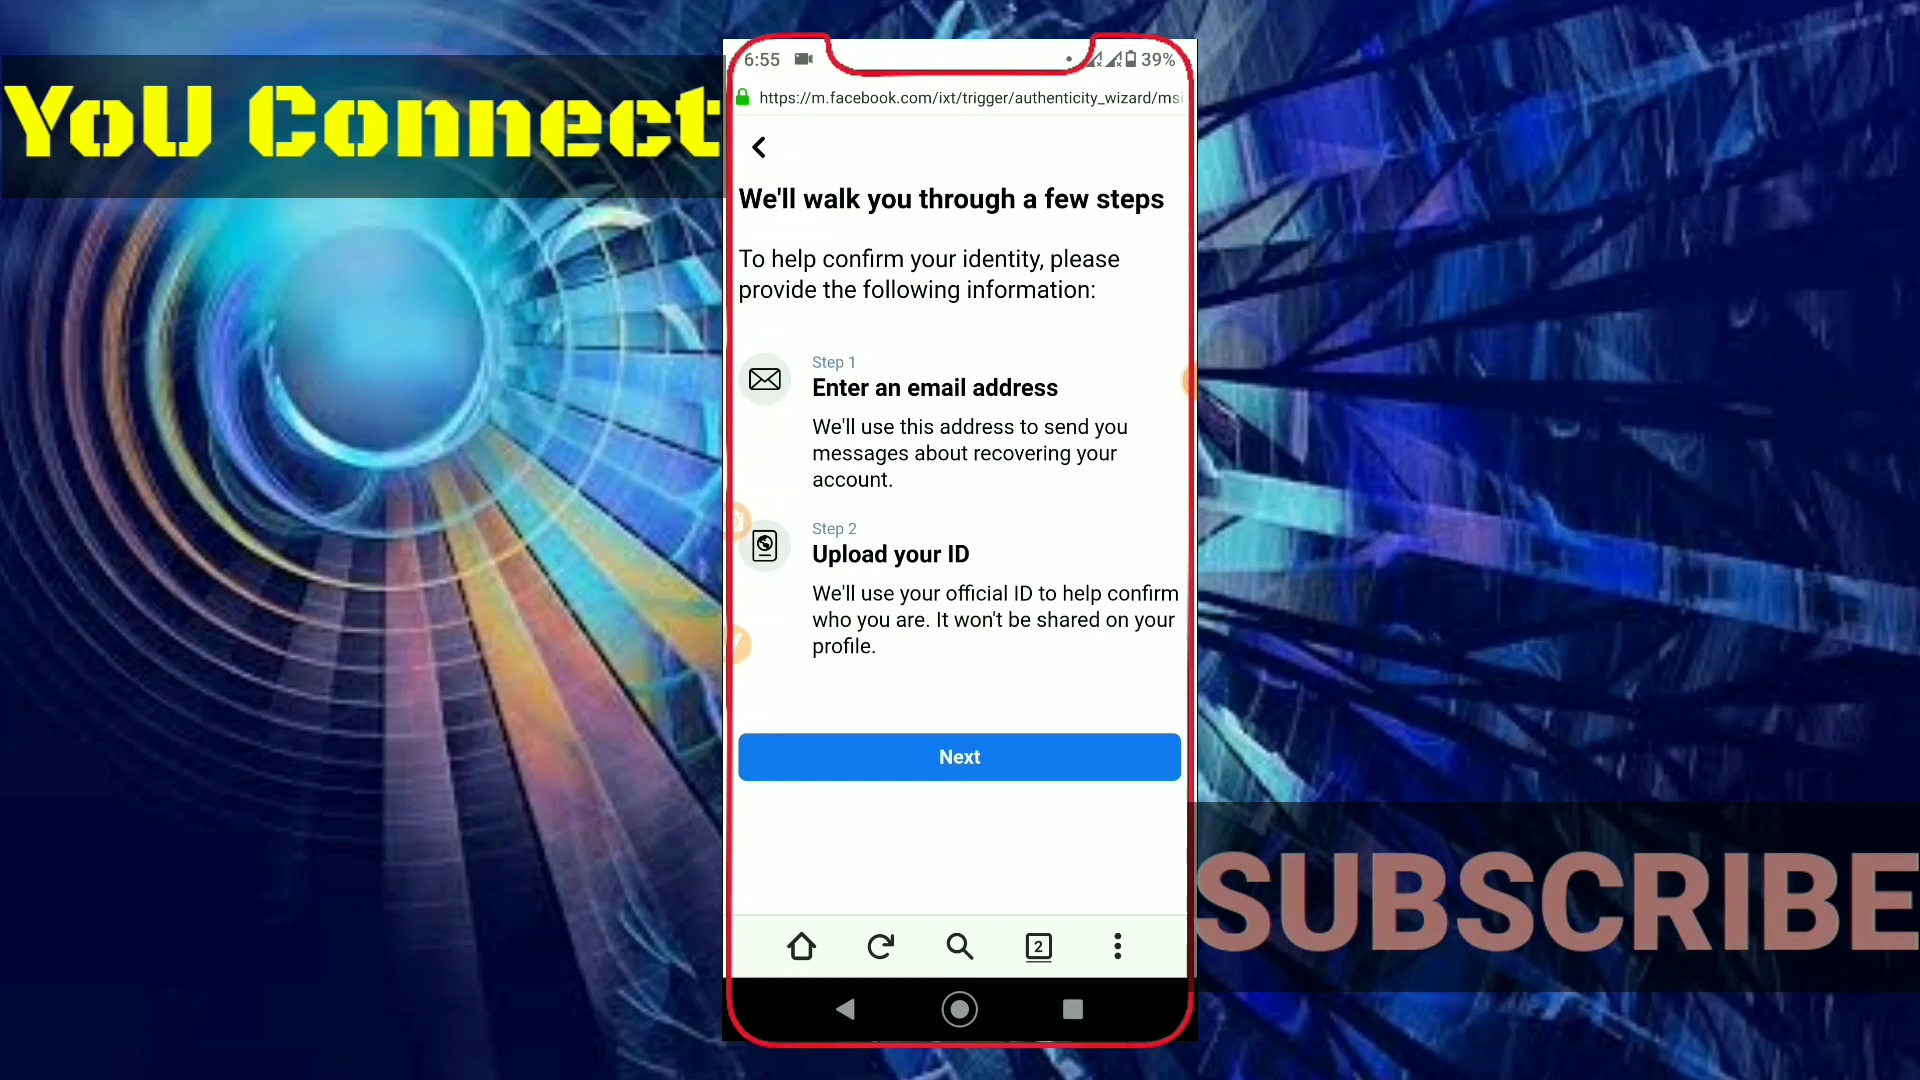 YoU Connect
6:55
39%
https://m.facebook.com/ixt/trigger/authenticity_wizard/msi
We'll walk you through a few steps
To help confirm your identity, please
provide the following information:
Step 1
Enter an email address
We'll use this address to send you
messages about recovering your
account.
Step 2
Upload your ID
We'll use your official ID to help confirm
who you are. It won't be shared on your
profile.
Next
2
SUBSCRIBE